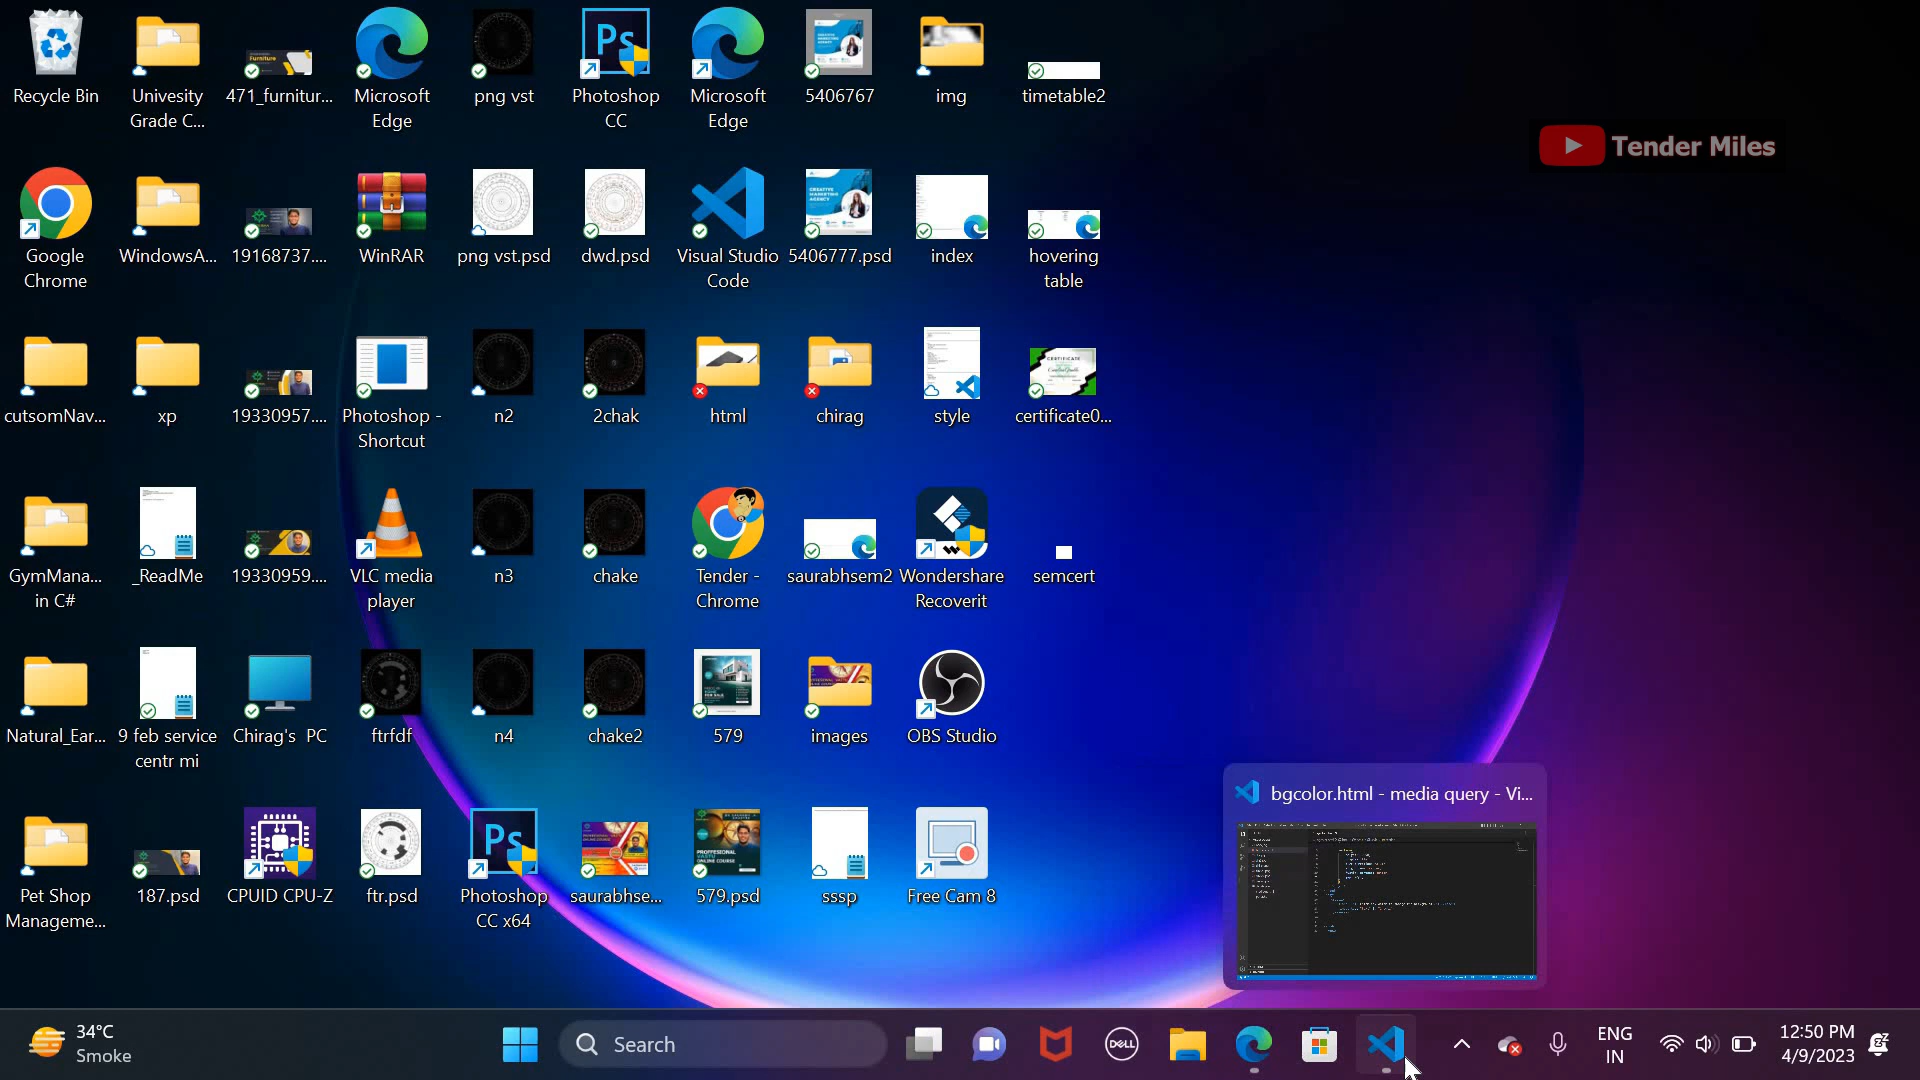 Recycle Bin
Univesity
Grade C...
471_furnitur...
Microsoft
Edge
png vst
Photoshop
CC
Microsoft
Edge
5406767
img
timetable2
Tender Miles
Google
Chrome
WindowsA...
19168737....
WinRAR
png vst.psd
dwd.psd
Visual Studio
Code
5406777.psd
index
hovering
table
cutsomNav...
xp
19330957....
Photoshop -
Shortcut
n2
2chak
html
chirag
style
certificate0...
GymMana...
in C#
_ReadMe
19330959....
VLC media
player
n3
chake
Tender -
Chrome
saurabhsem2
Wondershare
Recoverit
semcert
Natural_Ear...
9 feb service
centr mi
Chirag's PC
ftrfdf
n4
chake2
579
images
OBS Studio
Pet Shop
Manageme...
187.psd
CPUID CPU-Z
ftr.psd
Photoshop
CC x64
saurabhse...
579.psd
sssp
Free Cam 8
bgcolor.html - media query - Vi...
34°C
Smoke
Search
DELL
ENG
IN
12:50 PM
4/9/2023